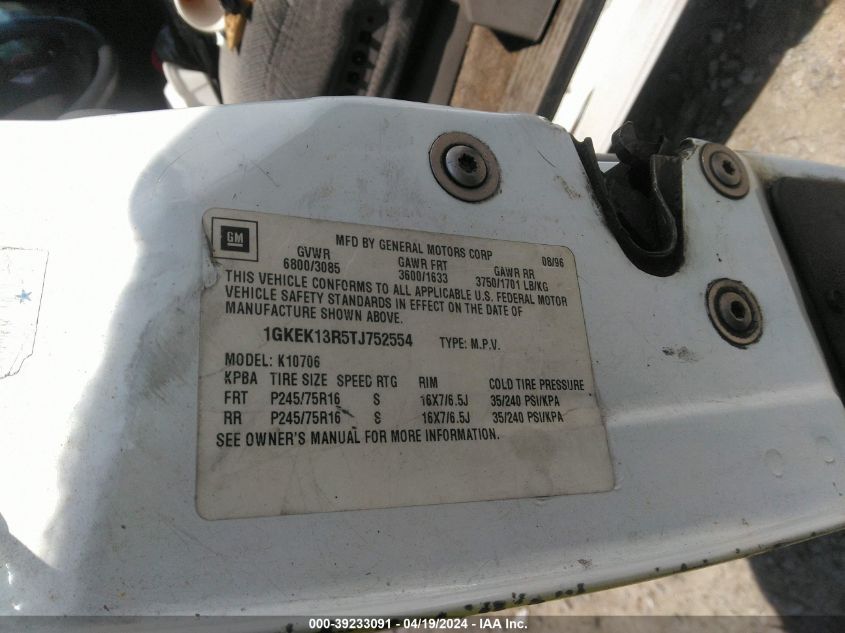 GM
MFD BY GENERAL MOTORS CORP 08/96
GVWR GAWR FRT GAWR RR
6800/3085 3600/1633 3750/1701 LB/KG
THIS VEHICLE CONFORMS TO ALL APPLICABLE U.S. FEDERAL MOTOR
VEHICLE SAFETY STANDARDS IN EFFECT ON THE DATE OF
MANUFACTURE SHOWN ABOVE.
1GKEK13R5TJ752554 TYPE: M.P.V.
MODEL: K10706
KPBA TIRE SIZE SPEED RTG RIM COLD TIRE PRESSURE
FRT P245/75R16 S 16X7/6.5J 35/240 PSI/KPA
RR P245/75R16 S 16X7/6.5J 35/240 PSI/KPA
SEE OWNER'S MANUAL FOR MORE INFORMATION.
000-39233091 - 04/19/2024 - IAA Inc.